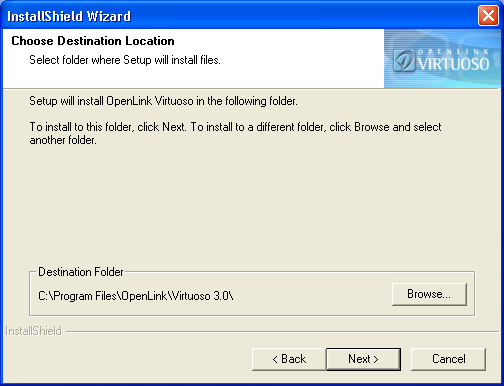 InstallShield Wizard
Choose Destination Location
Select folder where Setup will install files.
OPENLINK
VIRTUOSO
Setup will install OpenLink Virtuoso in the following folder.
To install to this folder, click Next. To install to a different folder, click Browse and select
another folder.
Destination Folder
C:\Program Files\OpenLink\Virtuoso 3.0\
Browse...
InstallShield
< Back
Next >
Cancel